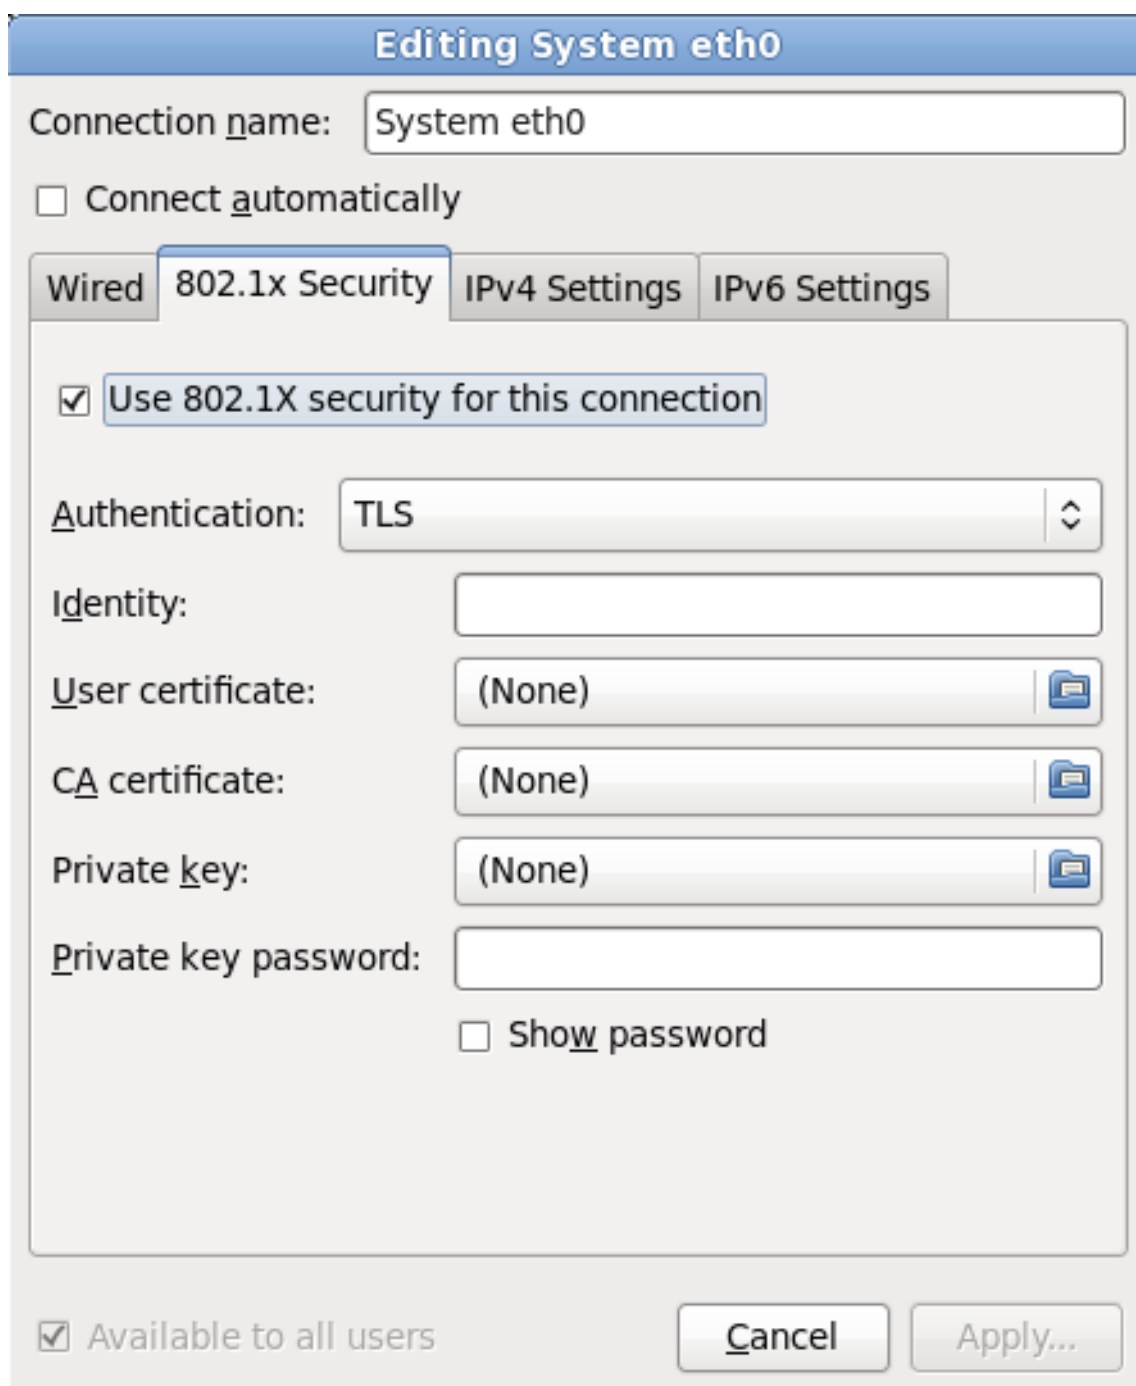 Editing System eth0
Connection name: System eth0
Connect automatically
Wired 802.1x Security IPv4 Settings IPv6 Settings
Use 802.1X security for this connection
Authentication: TLS
Identity:
User certificate: (None)
CA certificate: (None)
Private key: (None)
Private key password:
Show password
Available to all users Cancel Apply...